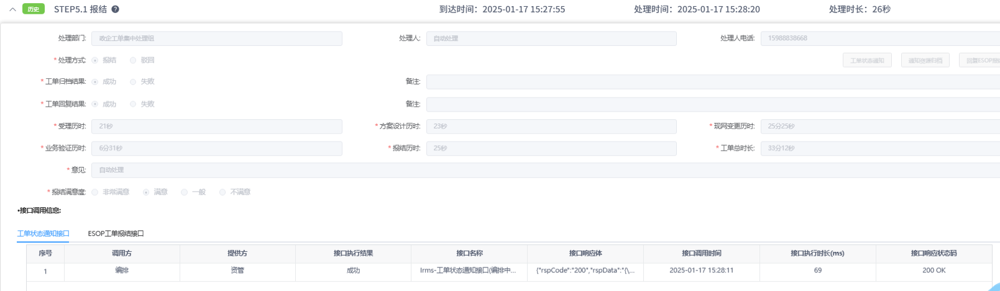 历史 STEP5.1 报结 ? 到达时间：2025-01-17 15:27:55 处理时间：2025-01-17 15:28:20 处理时长：26秒
处理部门: 政企工单集中处理组 处理人: 自动处理 处理人电话: 15988838668
* 处理方式: 报结 驳回 工单状态通知 通知资源归档 回复ESOP报
* 工单归档结果: 成功 失败 备注:
* 工单回复结果: 成功 失败 备注:
* 受理历时: 21秒 * 方案设计历时: 23秒 * 现网变更历时: 25分25秒
* 业务验证历时: 6分31秒 * 报结历时: 25秒 * 工单总时长: 33分12秒
* 意见: 自动处理
* 报结满意度: 非常满意 满意 一般 不满意
•接口调用信息:
工单状态通知接口 ESOP工单报结接口
序号 调用方 提供方 接口执行结果 接口名称 接口响应体 接口调用时间 接口执行时长(ms) 接口响应状态码
1 编排 资管 成功 Irms-工单状态通知接口(编排中... {"rspCode":"200","rspData":"{\... 2025-01-17 15:28:11 69 200 OK